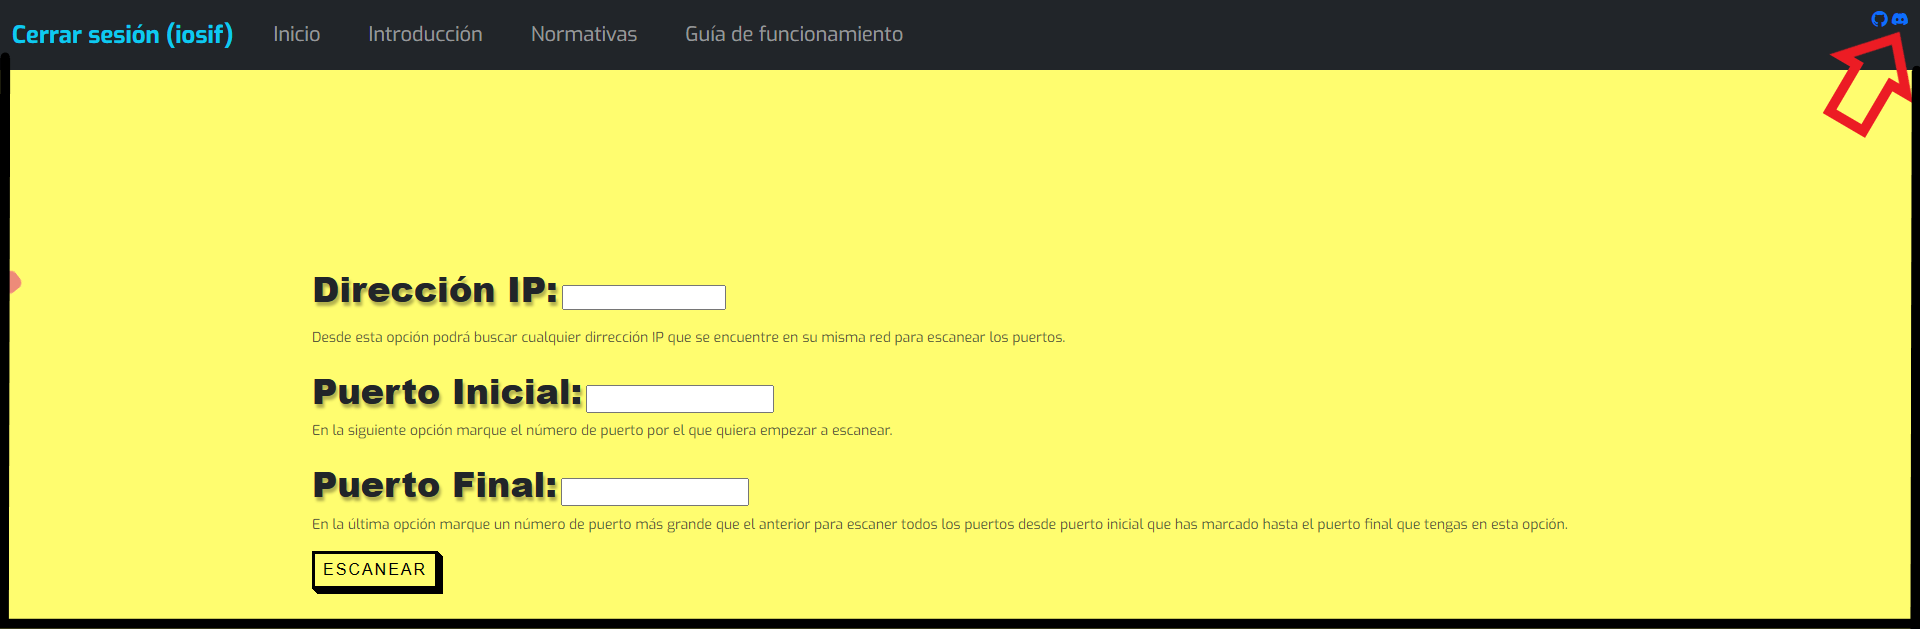 Cerrar sesión (iosif) Inicio Introducción Normativas Guía de funcionamiento
Dirección IP:
Desde esta opción podrá buscar cualquier dirrección IP que se encuentre en su misma red para escanear los puertos.
Puerto Inicial:
En la siguiente opción marque el número de puerto por el que quiera empezar a escanear.
Puerto Final:
En la última opción marque un número de puerto más grande que el anterior para escaner todos los puertos desde puerto inicial que has marcado hasta el puerto final que tengas en esta opción.
ESCANEAR